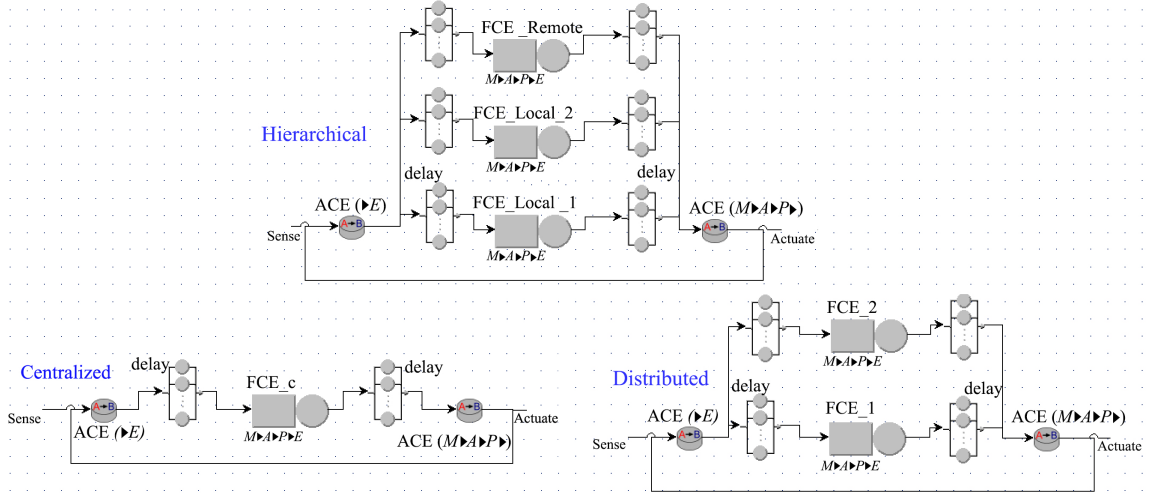 FCE _Remote
M▶A▶P▶E
FCE_Local_2
Hierarchical
M▶A▶P▶E
delay
delay
FCE_Local _1
ACE (▶E)
ACE (M▶A▶P▶)
A➔B
A➔B
Sense
Actuate
M▶A▶P▶E
FCE_2
M▶A▶P▶E
Centralized
delay
delay
FCE_c
Distributed
delay
delay
FCE_1
A➔B
A➔B
Sense
Actuate
ACE (▶E)
M▶A▶P▶E
ACE (M▶A▶P▶)
ACE (▶E)
ACE (M▶A▶P▶)
A➔B
A➔B
Sense
Actuate
M▶A▶P▶E